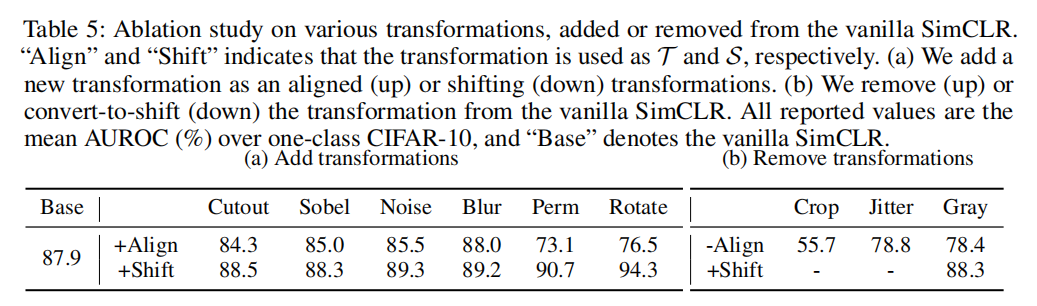 Table 5: Ablation study on various transformations, added or removed from the vanilla SimCLR.
“Align” and “Shift” indicates that the transformation is used as 𝒯 and 𝒮, respectively. (a) We add a
new transformation as an aligned (up) or shifting (down) transformations. (b) We remove (up) or
convert-to-shift (down) the transformation from the vanilla SimCLR. All reported values are the
mean AUROC (%) over one-class CIFAR-10, and “Base” denotes the vanilla SimCLR.
(a) Add transformations (b) Remove transformations
Base Cutout Sobel Noise Blur Perm Rotate Crop Jitter Gray
87.9 +Align 84.3 85.0 85.5 88.0 73.1 76.5 -Align 55.7 78.8 78.4
+Shift 88.5 88.3 89.3 89.2 90.7 94.3 +Shift - - 88.3